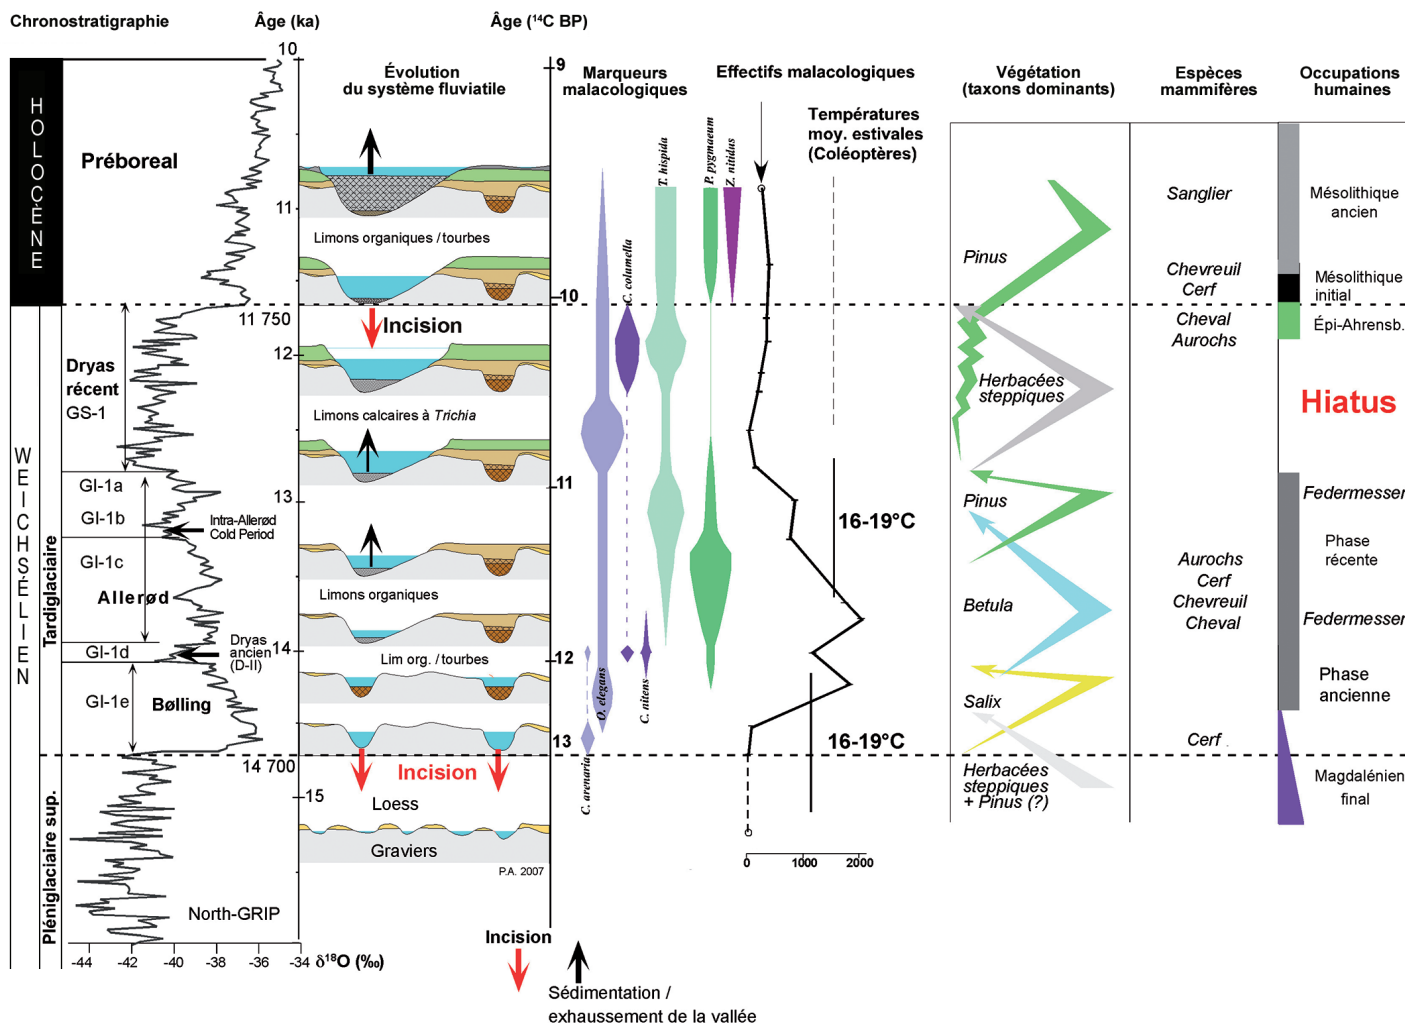 Chronostratigraphie
Âge (ka)
Âge (¹⁴C BP)
10
9
Évolution
du système fluviatile
Marqueurs
malacologiques
Effectifs malacologiques
Températures
moy. estivales
(Coléoptères)
Végétation
(taxons dominants)
Espèces
mammifères
Occupations
humaines
HOLOCÈNE
Préboreal
T. hispida
P. pygmaeum
Z. nitidus
Sanglier
Mésolithique
ancien
11
Limons organiques / tourbes
C. columella
Pinus
Chevreuil
Cerf
Mésolithique
initial
10
11 750
Incision
Cheval
Aurochs
Épi-Ahrensb.
12
Dryas
récent
GS-1
Herbacées
steppiques
Hiatus
Limons calcaires à Trichia
WEICHSÉLIEN
Tardiglaciaire
GI-1a
GI-1b
13
11
Intra-Allerød
Cold Period
16-19°C
Pinus
Federmesser
Phase
récente
GI-1c
Allerød
Limons organiques
Aurochs
Cerf
Chevreuil
Cheval
Betula
Federmesser
GI-1d
Dryas
ancien
(D-II)
14
Lim org. / tourbes
12
GI-1e
Bølling
O. elegans
C. nitens
Salix
Phase
ancienne
13
16-19°C
Cerf
14 700
Incision
C. arenaria
Herbacées
steppiques
+ Pinus (?)
Magdalénien
final
15
Loess
Graviers
P.A. 2007
0
1000
2000
Pléniglaciaire sup.
North-GRIP
-44
-42
-40
-38
-36
-34
δ¹⁸O (‰)
Incision
Sédimentation /
exhaussement de la vallée